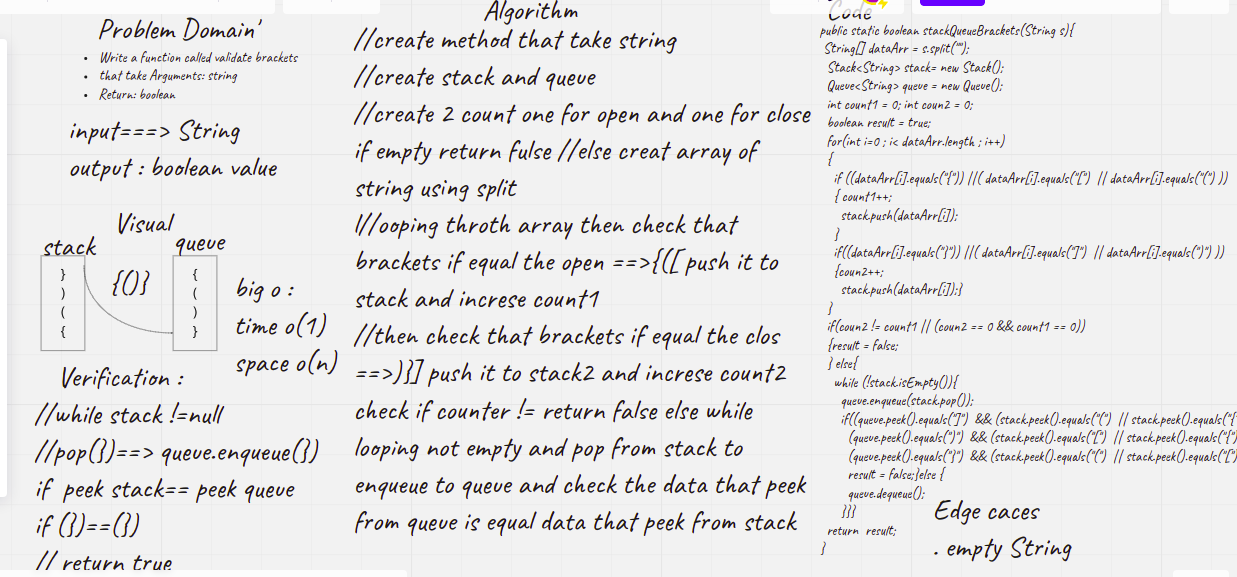 Problem Domain'
• Write a function called validate brackets
• that take Arguments: string
• Return: boolean
input===> String
output : boolean value
Visual
stack
queue
}
)
(
{
{()}
{
(
)
}
big o :
time o(1)
space o(n)
Verification :
//while stack !=null
//pop(})==> queue.enqueue(})
if peek stack== peek queue
if (})==(})
// return true
Algorithm
//create method that take string
//create stack and queue
//create 2 count one for open and one for close
if empty return fulse //else creat array of
string using split
l//ooping throth array then check that
brackets if equal the open ==>{([ push it to
stack and increse count1
//then check that brackets if equal the clos
==>)}] push it to stack2 and increse count2
check if counter != return false else while
looping not empty and pop from stack to
enqueue to queue and check the data that peek
from queue is equal data that peek from stack
Code
public static boolean stackQueueBrackets(String s){
String[] dataArr = s.split("");
Stack<String> stack= new Stack();
Queue<String> queue = new Queue();
int count1 = 0; int coun2 = 0;
boolean result = true;
for(int i=0 ; i< dataArr.length ; i++)
{
if ((dataArr[i].equals("{")) ||( dataArr[i].equals("[") || dataArr[i].equals("(") ))
{ count1++;
stack.push(dataArr[i]);
}
if((dataArr[i].equals("}")) ||( dataArr[i].equals("]") || dataArr[i].equals(")") ))
{coun2++;
stack.push(dataArr[i]);}
}
if(coun2 != count1 || (coun2 == 0 && count1 == 0))
{result = false;
} else{
while (!stack.isEmpty()){
queue.enqueue(stack.pop());
if((queue.peek().equals("]") && (stack.peek().equals("(") || stack.peek().equals("{
(queue.peek().equals(")") && (stack.peek().equals("[") || stack.peek().equals("{")
(queue.peek().equals("}") && (stack.peek().equals("(") || stack.peek().equals("[")
result = false;}else {
queue.dequeue();
}}}
return result;
}
Edge caces
. empty String